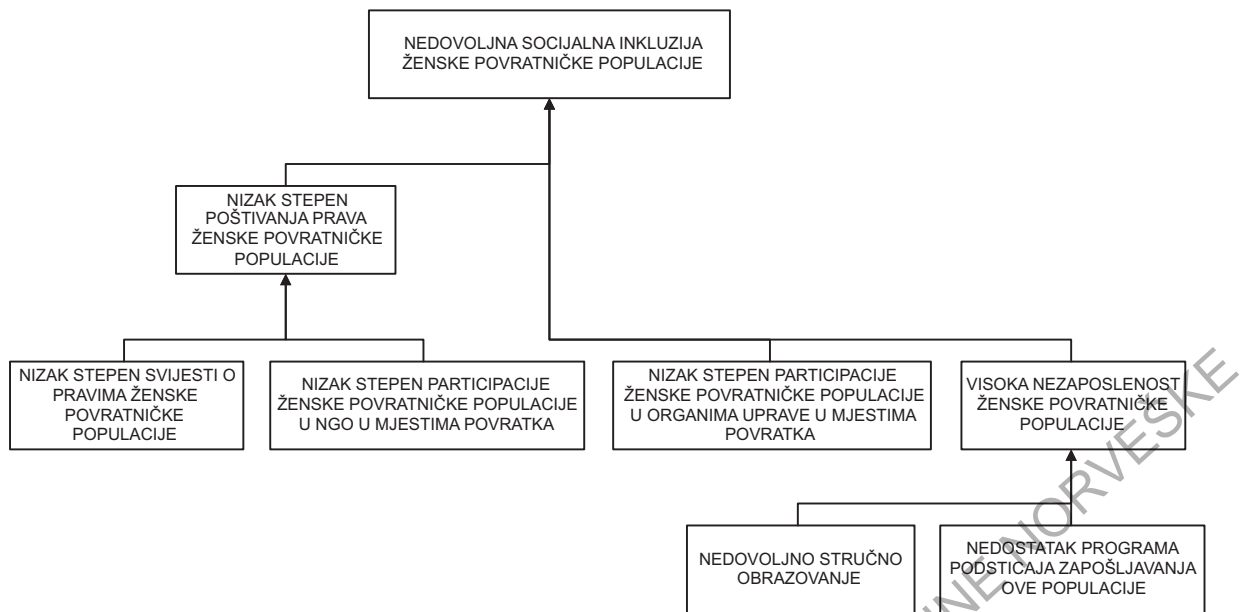 NEDOVOLJNA SOCIJALNA INKLUZIJA
ŽENSKE POVRATNIČKE POPULACIJE
NIZAK STEPEN
POŠTIVANJA PRAVA
ŽENSKE POVRATNIČKE
POPULACIJE
NIZAK STEPEN SVIJESTI O
PRAVIMA ŽENSKE
POVRATNIČKE
POPULACIJE
NIZAK STEPEN PARTICIPACIJE
ŽENSKE POVRATNIČKE POPULACIJE
U NGO U MJESTIMA POVRATKA
NIZAK STEPEN PARTICIPACIJE
ŽENSKE POVRATNIČKE POPULACIJE
U ORGANIMA UPRAVE U MJESTIMA
POVRATKA
VISOKA NEZAPOSLENOST
ŽENSKE POVRATNIČKE
POPULACIJE
NEDOVOLJNO STRUČNO
OBRAZOVANJE
NEDOSTATAK PROGRAMA
PODSTICAJA ZAPOŠLJAVANJA
OVE POPULACIJE
NORVEŠKE